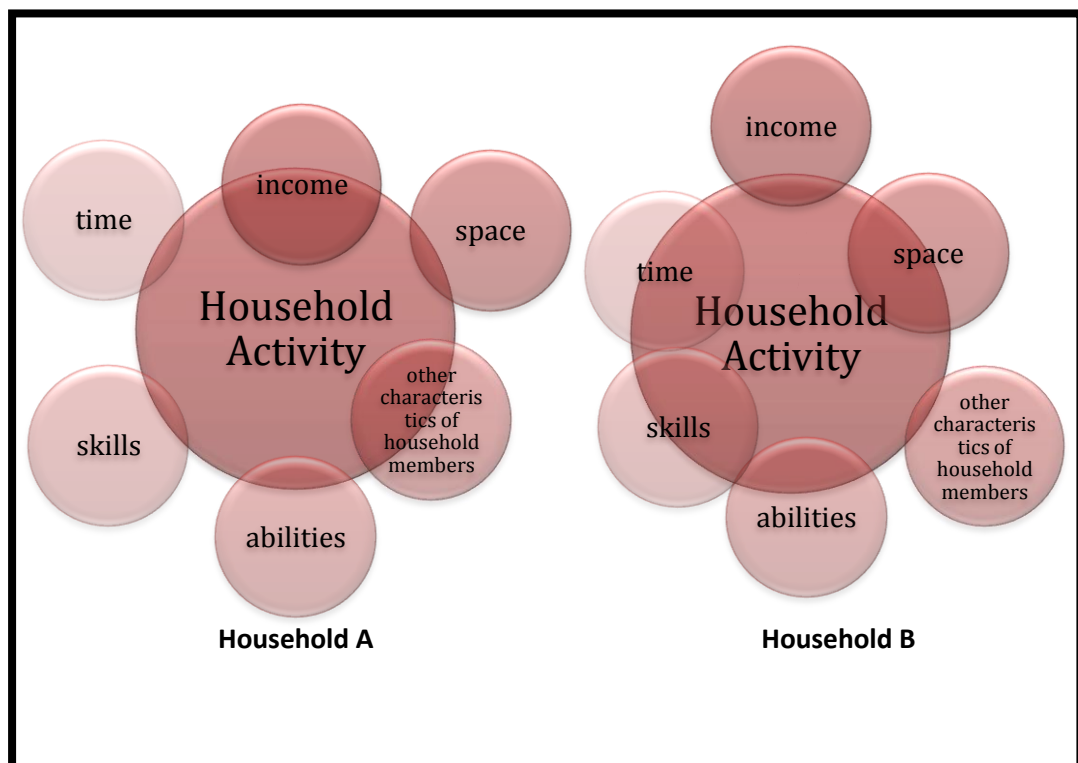 time
income
space
Household
Activity
other
characteris
tics of
household
members
skills
abilities
Household A
income
time
space
Household
Activity
skills
other
characteris
tics of
household
members
abilities
Household B